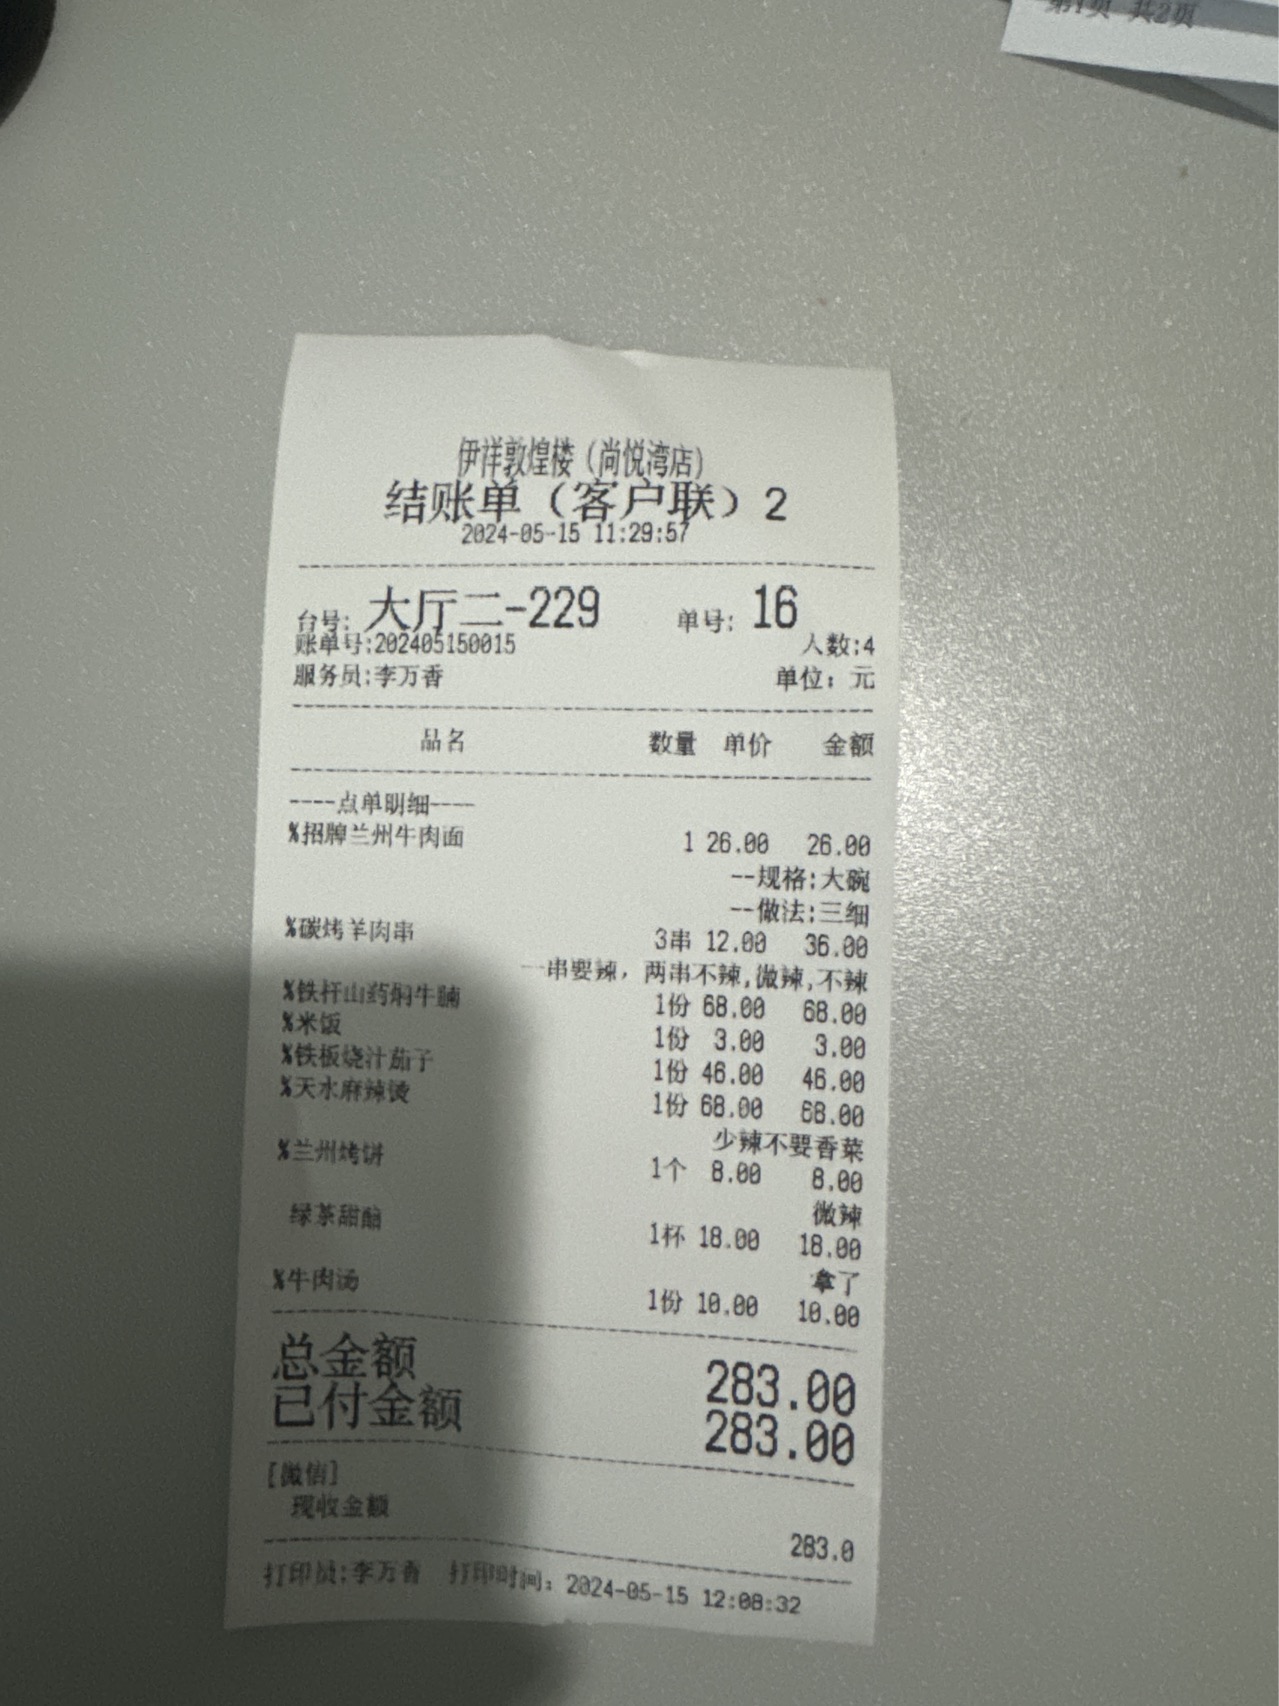 第1页 共2页
伊祥敦煌楼（尚悦湾店）
结账单（客户联）2
2024-05-15 11:29:57
台号: 大厅二-229 单号: 16
账单号:202405150015 人数:4
服务员:李万香 单位：元
品名 数量 单价 金额
----点单明细----
%招牌兰州牛肉面 1 26.00 26.00
--规格:大碗
--做法:三细
%碳烤羊肉串 3串 12.00 36.00
一串要辣，两串不辣,微辣,不辣
%铁杆山药焖牛腩 1份 68.00 68.00
%米饭 1份 3.00 3.00
%铁板烧汁茄子 1份 46.00 46.00
%天水麻辣烫 1份 68.00 68.00
少辣不要香菜
%兰州烤饼 1个 8.00 8.00
微辣
绿茶甜醅 1杯 18.00 18.00
拿了
%牛肉汤 1份 10.00 10.00
总金额 283.00
已付金额 283.00
[微信]
现收金额
283.0
打印员:李万香 打印时间: 2024-05-15 12:08:32